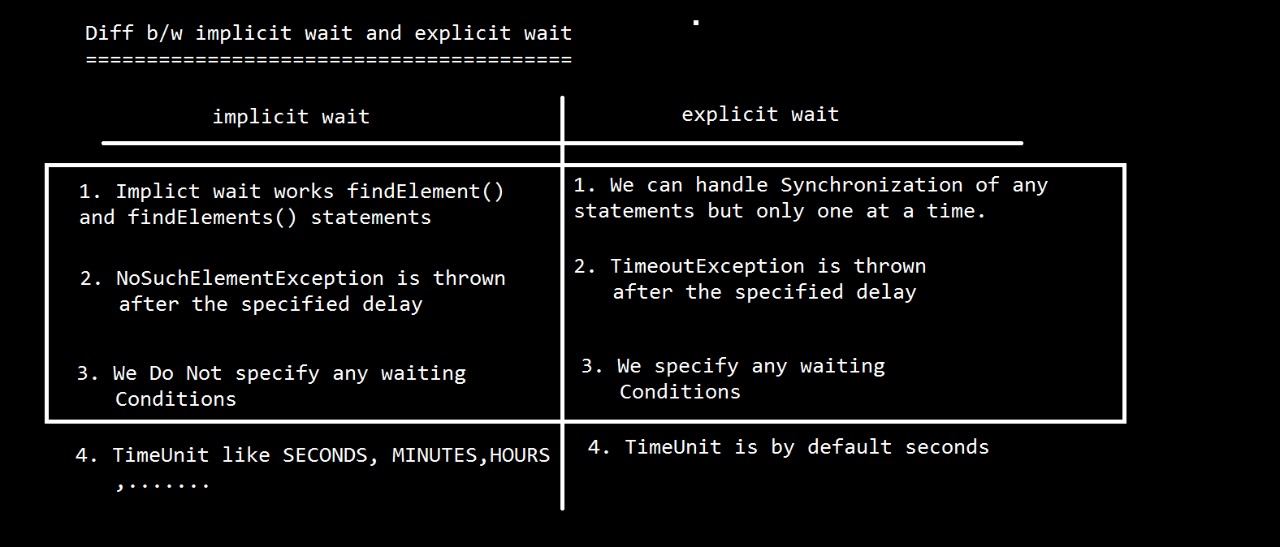 Diff b/w implicit wait and explicit wait
========================================
implicit wait
explicit wait
1. Implict wait works findElement()
and findElements() statements
2. NoSuchElementException is thrown
after the specified delay
3. We Do Not specify any waiting
Conditions
4. TimeUnit like SECONDS, MINUTES,HOURS
,.......
1. We can handle Synchronization of any
statements but only one at a time.
2. TimeoutException is thrown
after the specified delay
3. We specify any waiting
Conditions
4. TimeUnit is by default seconds